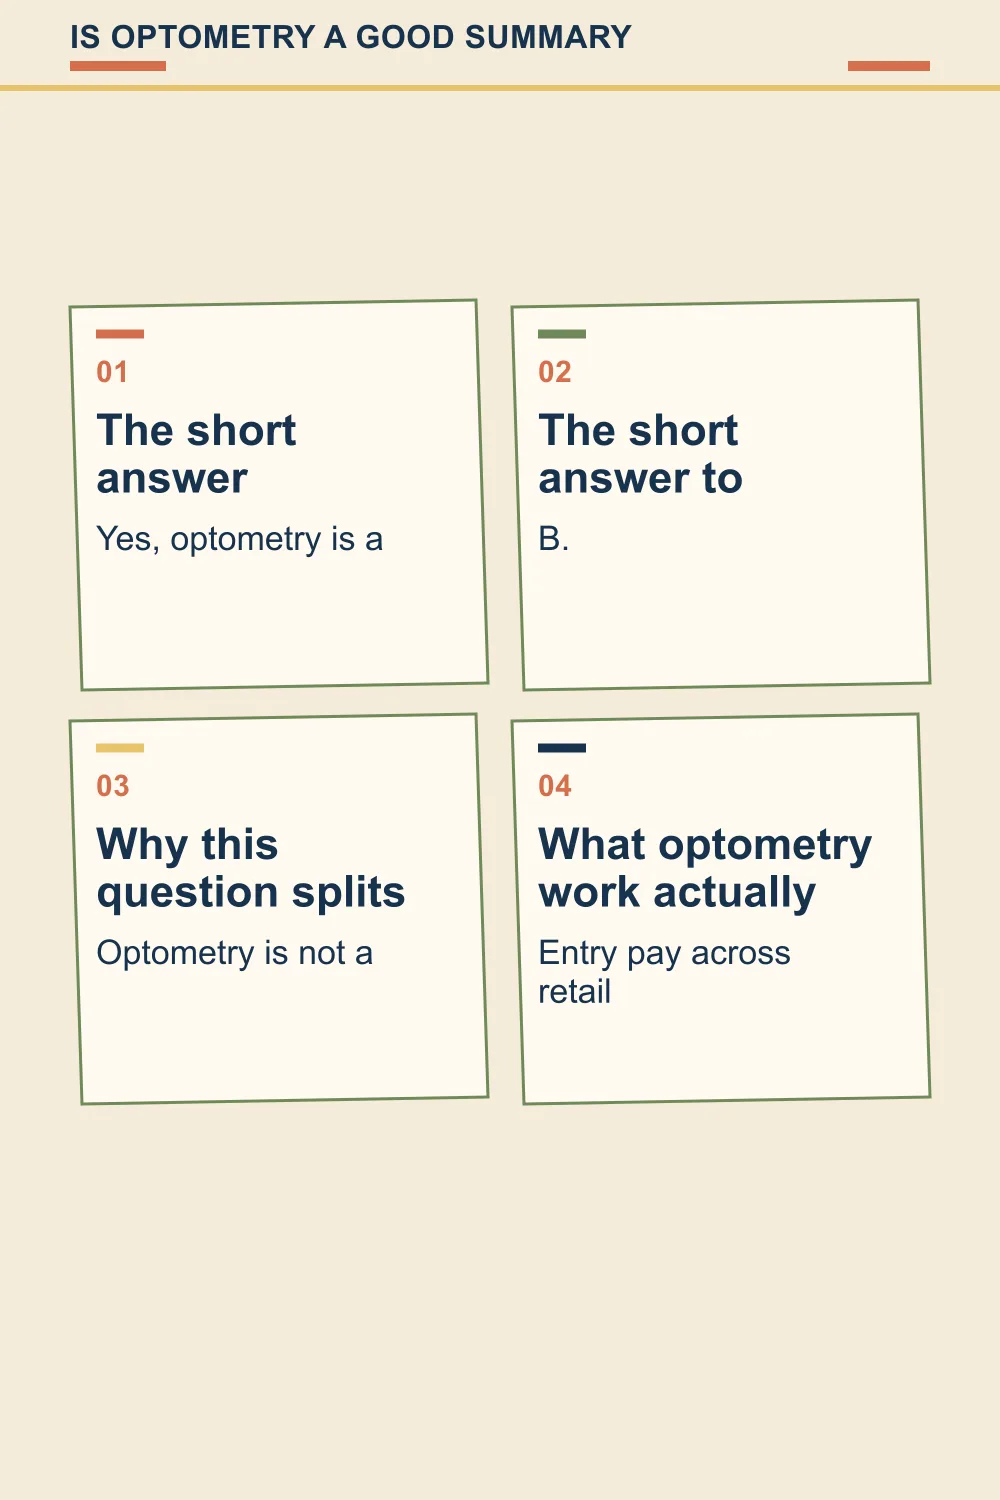 IS OPTOMETRY A GOOD SUMMARY
01
The short
answer
Yes, optometry is a
02
The short
answer to
B.
03
Why this
question splits
Optometry is not a
04
What optometry
work actually
Entry pay across
retail